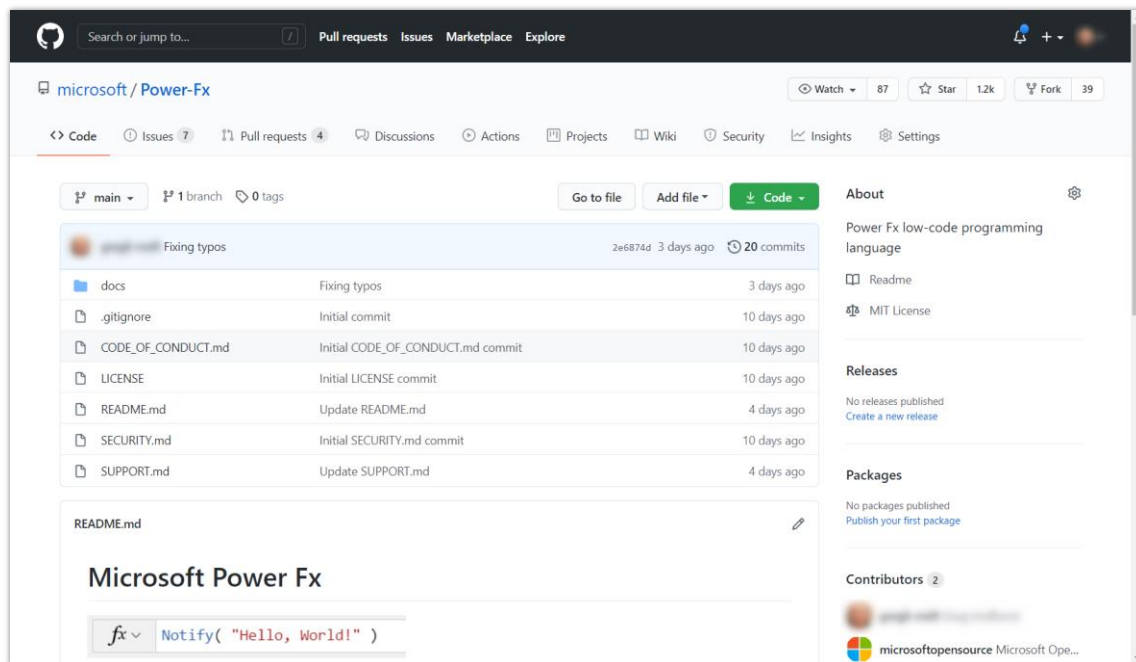 Search or jump to... / Pull requests Issues Marketplace Explore
microsoft / Power-Fx
Watch 87 Star 1.2k Fork 39
<> Code Issues 7 Pull requests 4 Discussions Actions Projects Wiki Security Insights Settings
main 1 branch 0 tags Go to file Add file Code
Fixing typos 2e6874d 3 days ago 20 commits
docs Fixing typos 3 days ago
.gitignore Initial commit 10 days ago
CODE_OF_CONDUCT.md Initial CODE_OF_CONDUCT.md commit 10 days ago
LICENSE Initial LICENSE commit 10 days ago
README.md Update README.md 4 days ago
SECURITY.md Initial SECURITY.md commit 10 days ago
SUPPORT.md Update SUPPORT.md 4 days ago
README.md
Microsoft Power Fx
fx Notify( "Hello, World!" )
About
Power Fx low-code programming
language
Readme
MIT License
Releases
No releases published
Create a new release
Packages
No packages published
Publish your first package
Contributors 2
microsoftopensource Microsoft Ope...